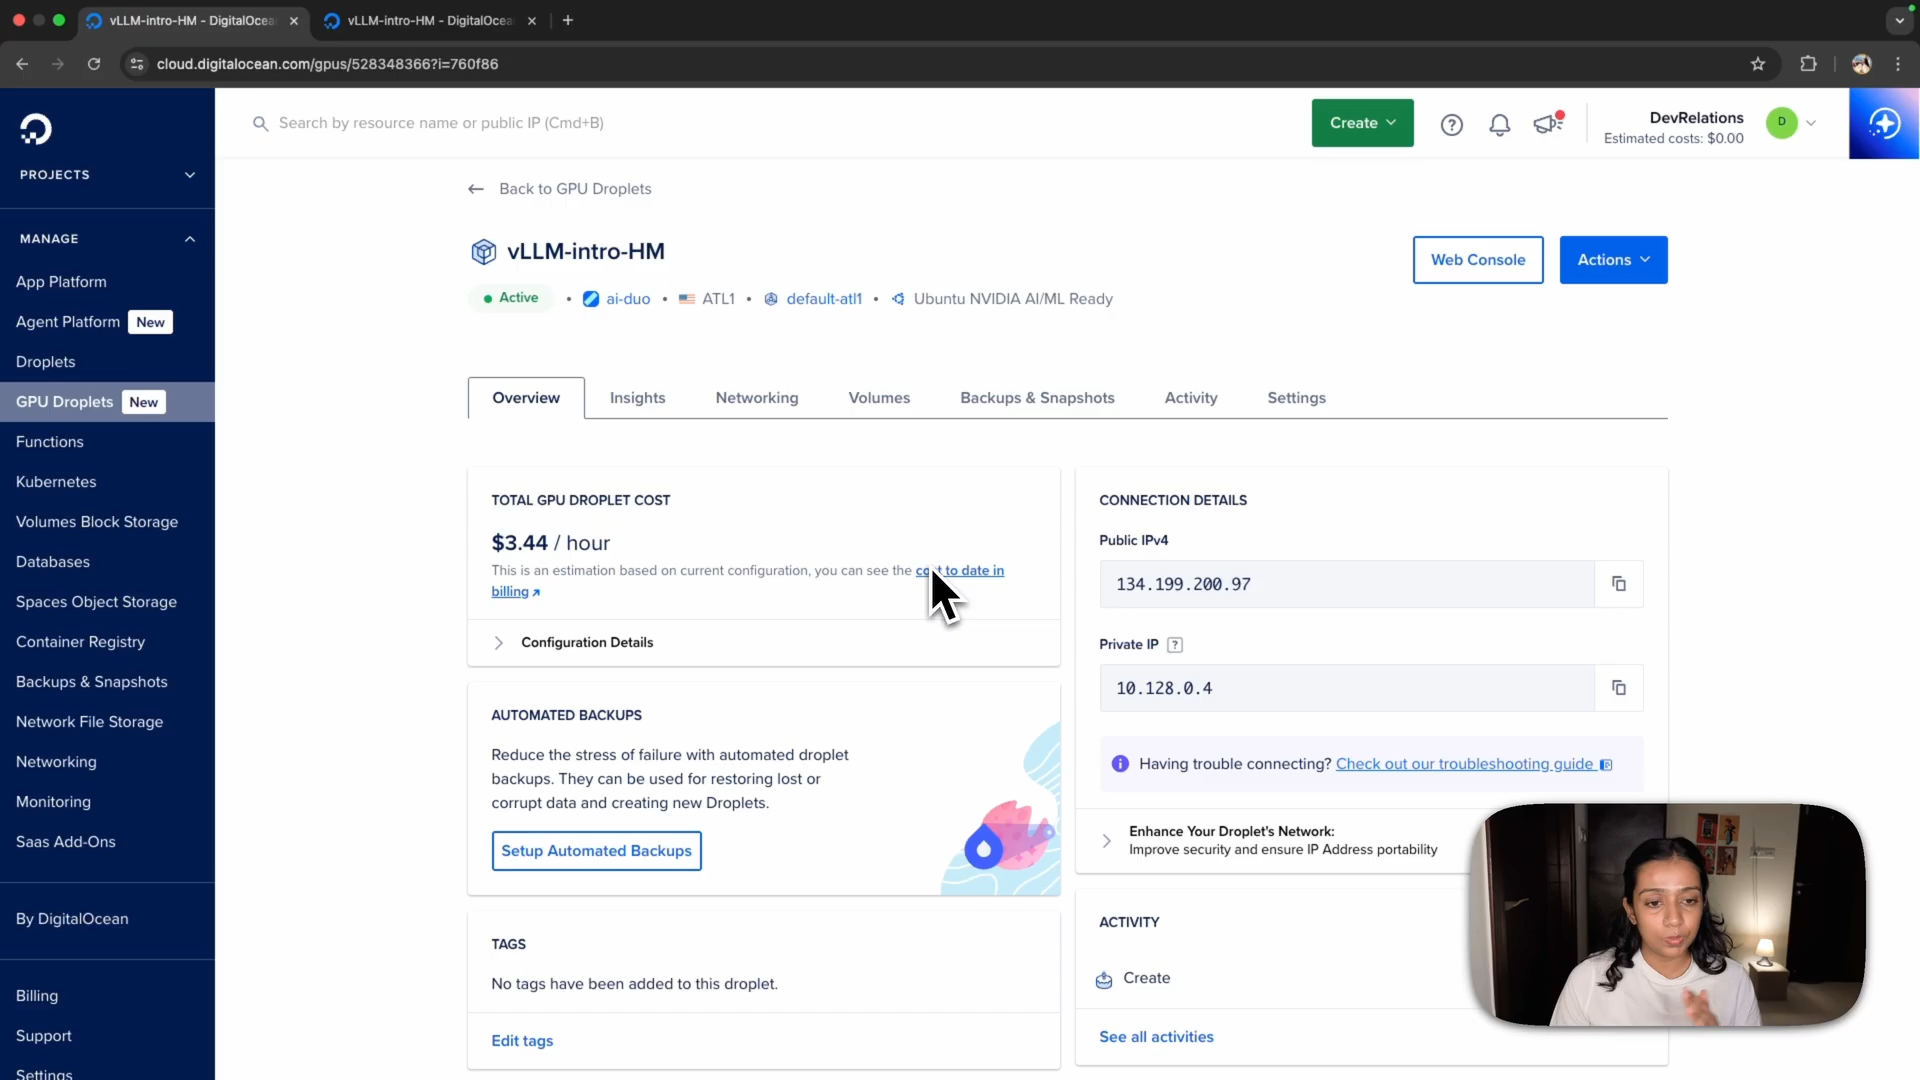 vLLM-intro-HM - DigitalOcea
vLLM-intro-HM - DigitalOcea
cloud.digitalocean.com/gpus/528348366?i=760f86
Search by resource name or public IP (Cmd+B)
Create
DevRelations
Estimated costs: $0.00
D
PROJECTS
MANAGE
App Platform
Agent Platform New
Droplets
GPU Droplets New
Functions
Kubernetes
Volumes Block Storage
Databases
Spaces Object Storage
Container Registry
Backups & Snapshots
Network File Storage
Networking
Monitoring
Saas Add-Ons
By DigitalOcean
Billing
Support
Settings
Back to GPU Droplets
vLLM-intro-HM
Web Console
Actions
Active • ai-duo • ATL1 • default-atl1 • Ubuntu NVIDIA AI/ML Ready
Overview
Insights
Networking
Volumes
Backups & Snapshots
Activity
Settings
TOTAL GPU DROPLET COST
$3.44 / hour
This is an estimation based on current configuration, you can see the cost to date in
billing
Configuration Details
AUTOMATED BACKUPS
Reduce the stress of failure with automated droplet
backups. They can be used for restoring lost or
corrupt data and creating new Droplets.
Setup Automated Backups
TAGS
No tags have been added to this droplet.
Edit tags
CONNECTION DETAILS
Public IPv4
134.199.200.97
Private IP ?
10.128.0.4
Having trouble connecting? Check out our troubleshooting guide
Enhance Your Droplet's Network:
Improve security and ensure IP Address portability
ACTIVITY
Create
See all activities